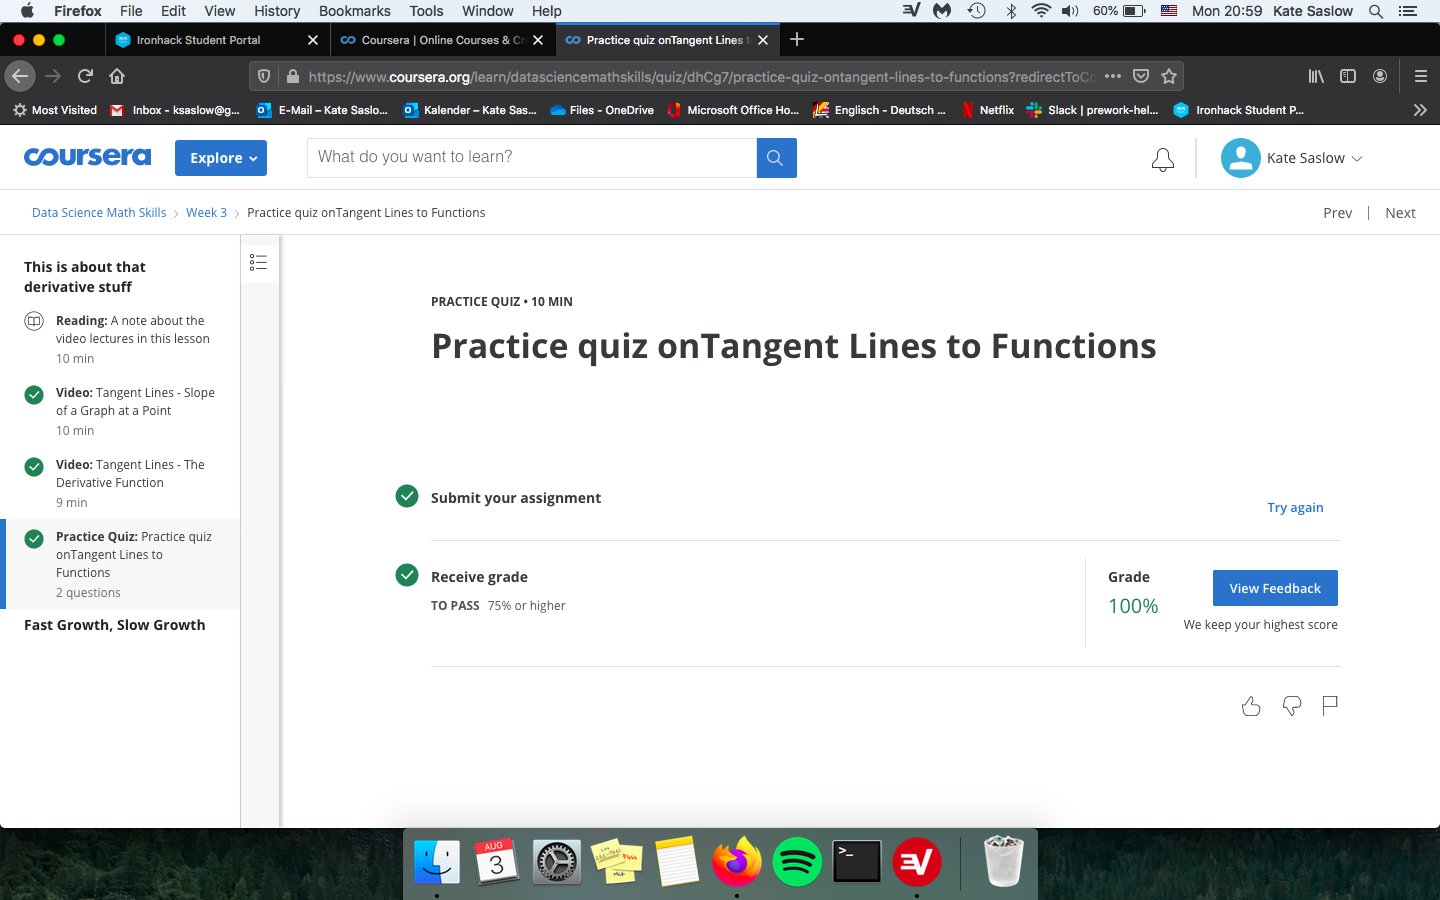 Firefox File Edit View History Bookmarks Tools Window Help 60% Mon 20:59 Kate Saslow
Ironhack Student Portal
Coursera | Online Courses & Cr
Practice quiz onTangent Lines t
https://www.coursera.org/learn/datasciencemathskills/quiz/dhCg7/practice-quiz-ontangent-lines-to-functions?redirectToCo
Most Visited Inbox - ksaslow@g... E-Mail – Kate Saslo... Kalender – Kate Sas... Files - OneDrive Microsoft Office Ho... Englisch - Deutsch ... Netflix Slack | prework-hel... Ironhack Student P...
coursera Explore What do you want to learn? Kate Saslow
Data Science Math Skills Week 3 Practice quiz onTangent Lines to Functions Prev | Next
This is about that
derivative stuff
Reading: A note about the
video lectures in this lesson
10 min
Video: Tangent Lines - Slope
of a Graph at a Point
10 min
Video: Tangent Lines - The
Derivative Function
9 min
Practice Quiz: Practice quiz
onTangent Lines to
Functions
2 questions
Fast Growth, Slow Growth
PRACTICE QUIZ • 10 MIN
Practice quiz onTangent Lines to Functions
Submit your assignment
Try again
Receive grade
TO PASS 75% or higher
Grade
100%
View Feedback
We keep your highest score
AUG
3
>_